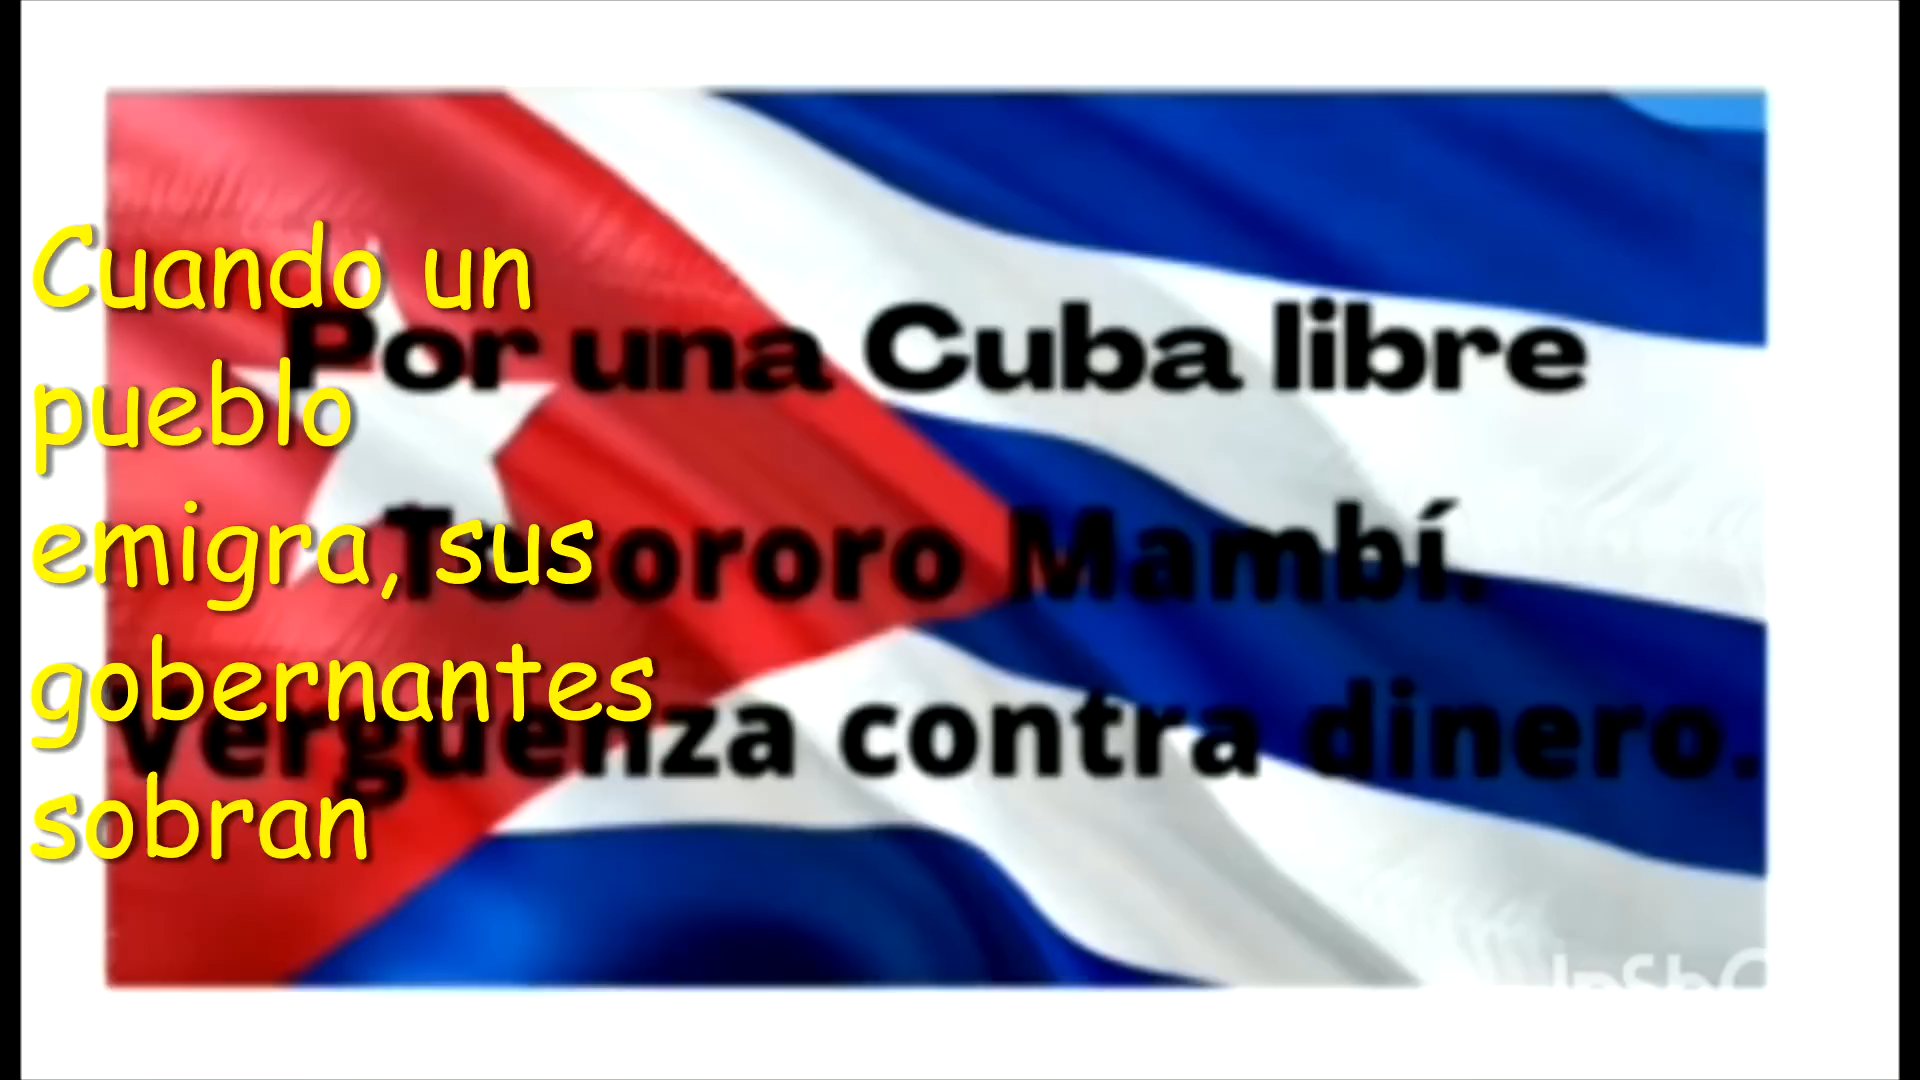 Cuando un
pueblo
emigra, sus
gobernantes
sobran
Por una Cuba libre
Tocororo Mambí.
Vergüenza contra dinero.